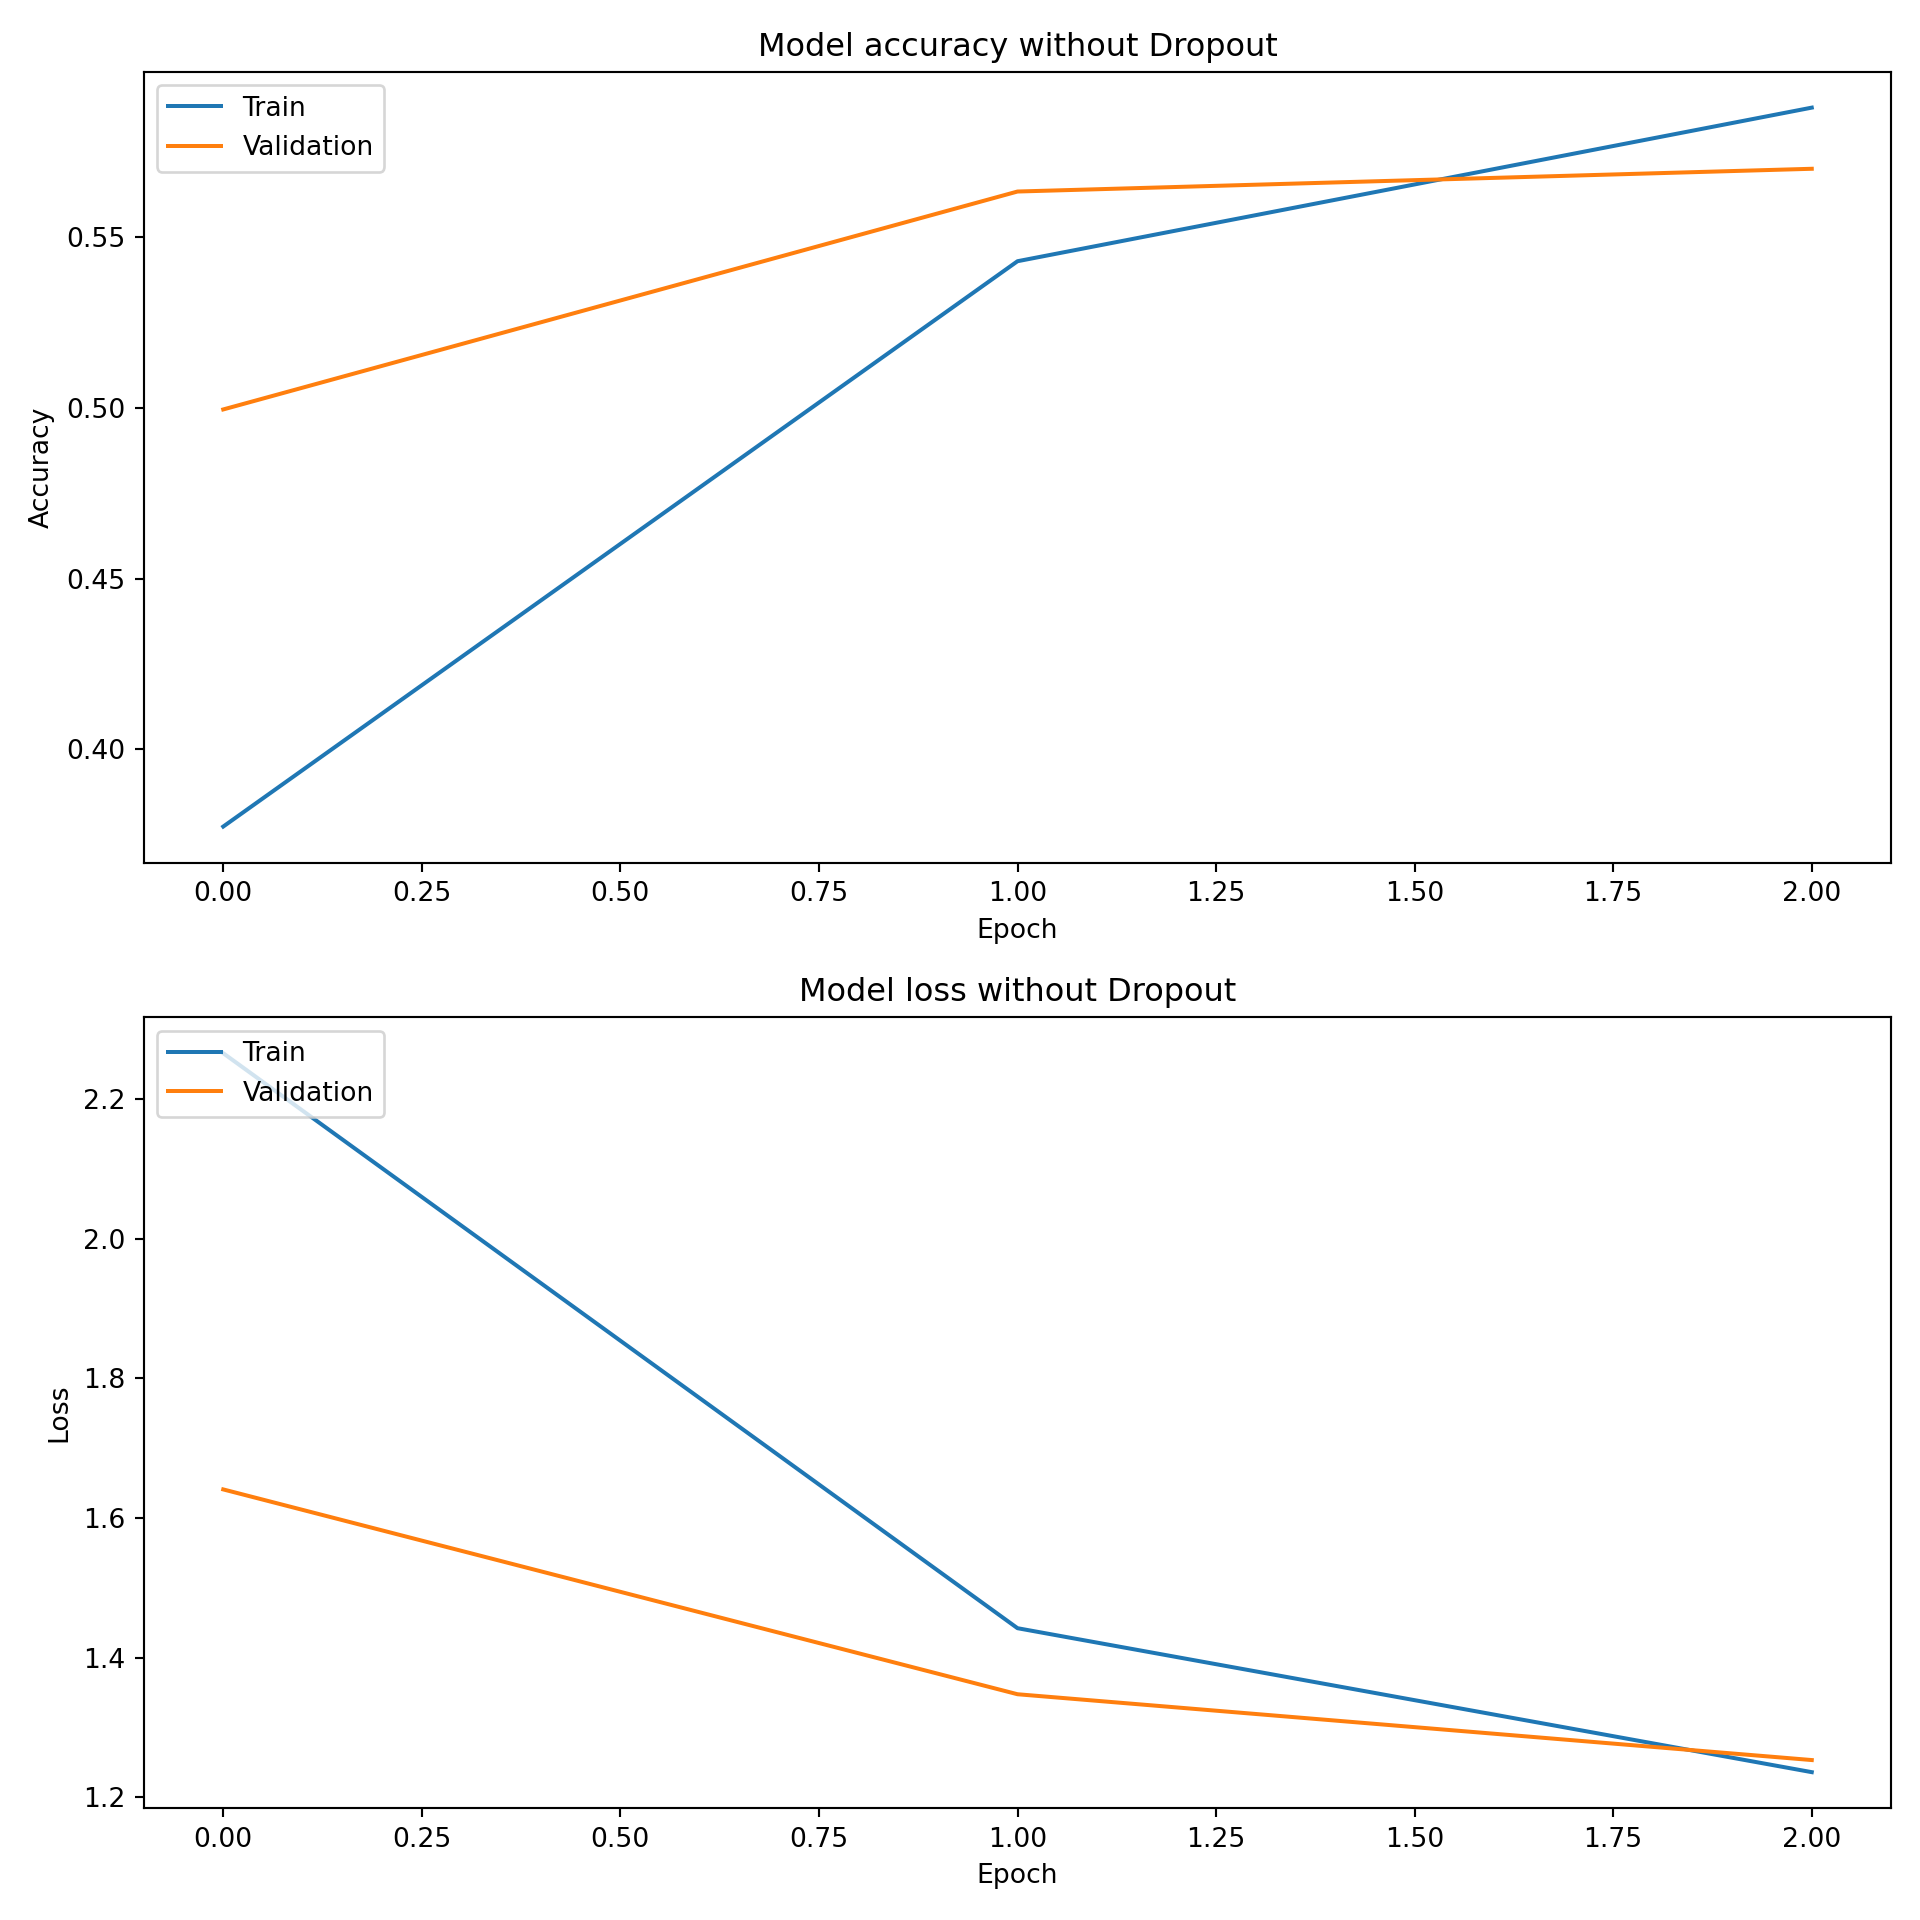 Model accuracy without Dropout
Train
Validation
0.55
0.50
0.45
0.40
Accuracy
0.00 0.25 0.50 0.75 1.00 1.25 1.50 1.75 2.00
Epoch
Model loss without Dropout
Train
Validation
2.2
2.0
1.8
1.6
1.4
1.2
Loss
0.00 0.25 0.50 0.75 1.00 1.25 1.50 1.75 2.00
Epoch